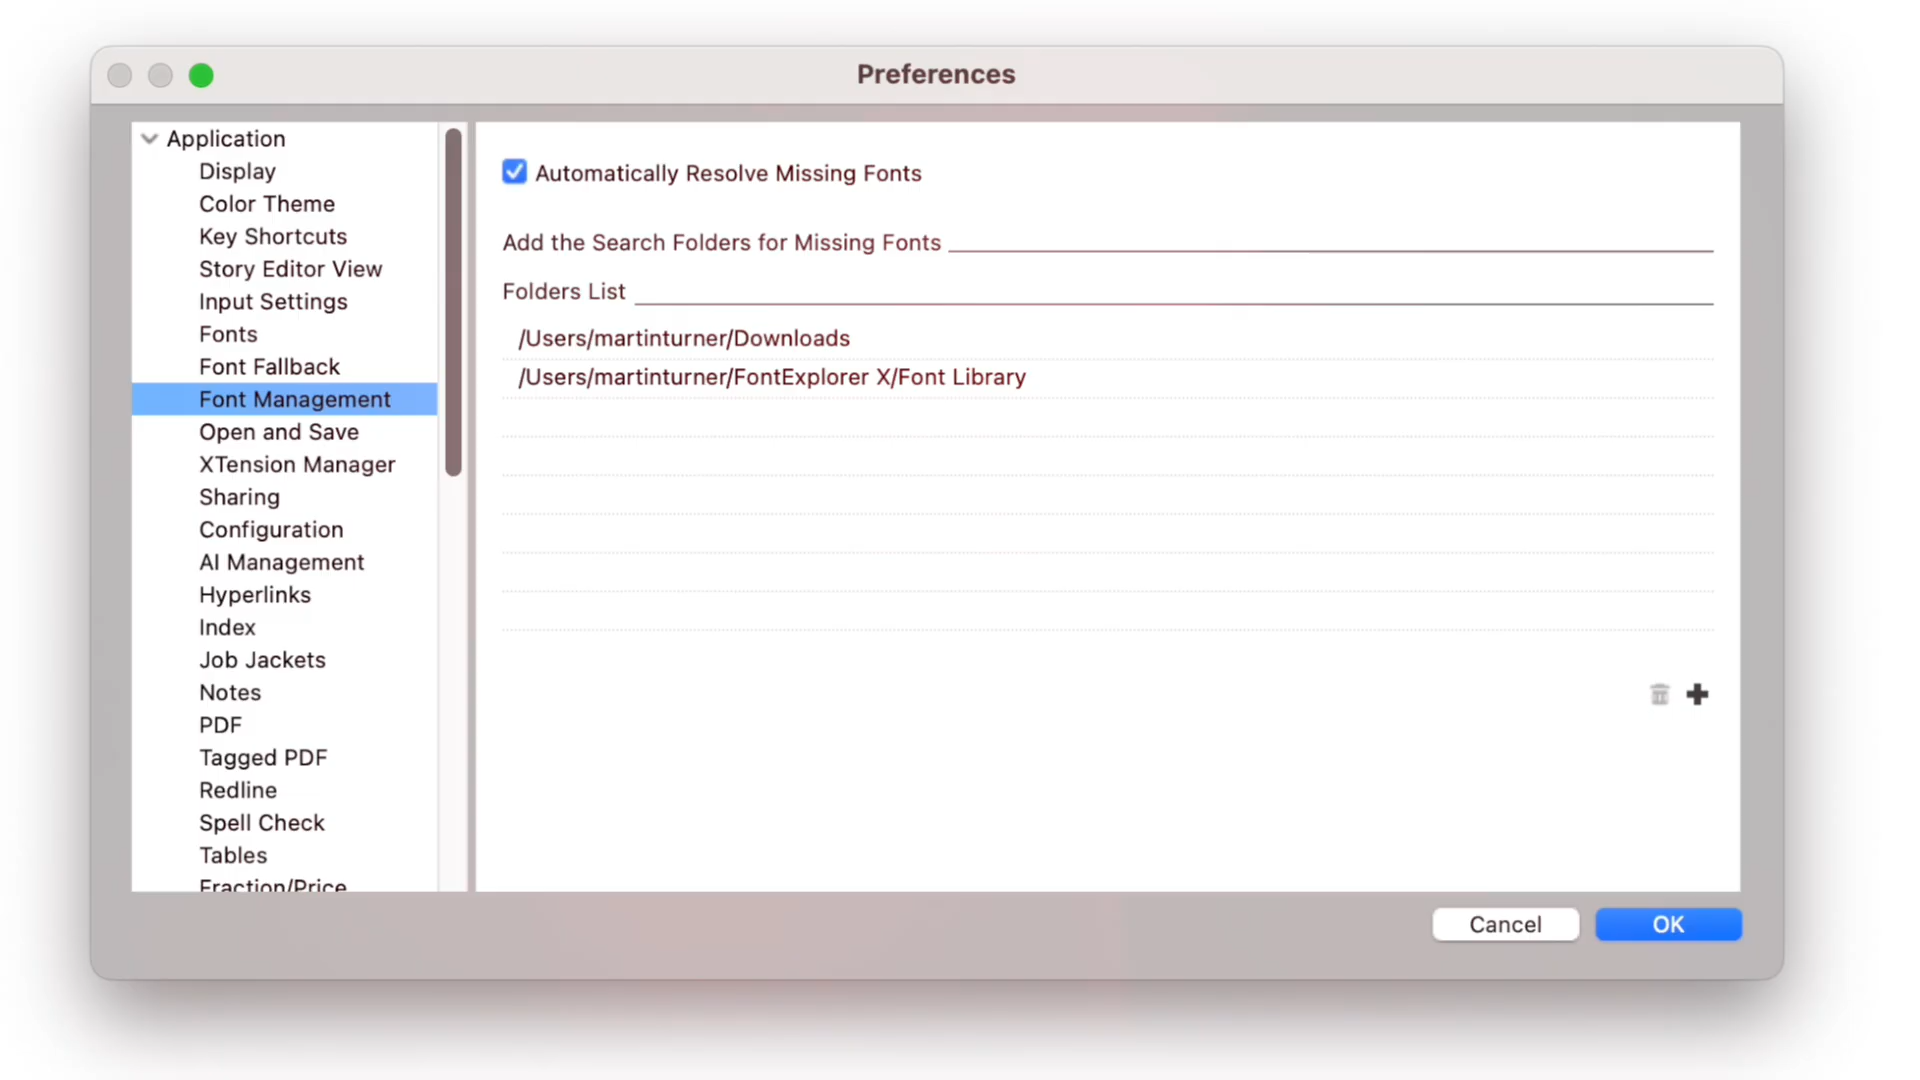 Preferences
Application
Display
Color Theme
Key Shortcuts
Story Editor View
Input Settings
Fonts
Font Fallback
Font Management
Open and Save
XTension Manager
Sharing
Configuration
AI Management
Hyperlinks
Index
Job Jackets
Notes
PDF
Tagged PDF
Redline
Spell Check
Tables
Fraction/Price
Automatically Resolve Missing Fonts
Add the Search Folders for Missing Fonts
Folders List
/Users/martinturner/Downloads
/Users/martinturner/FontExplorer X/Font Library
Cancel
OK